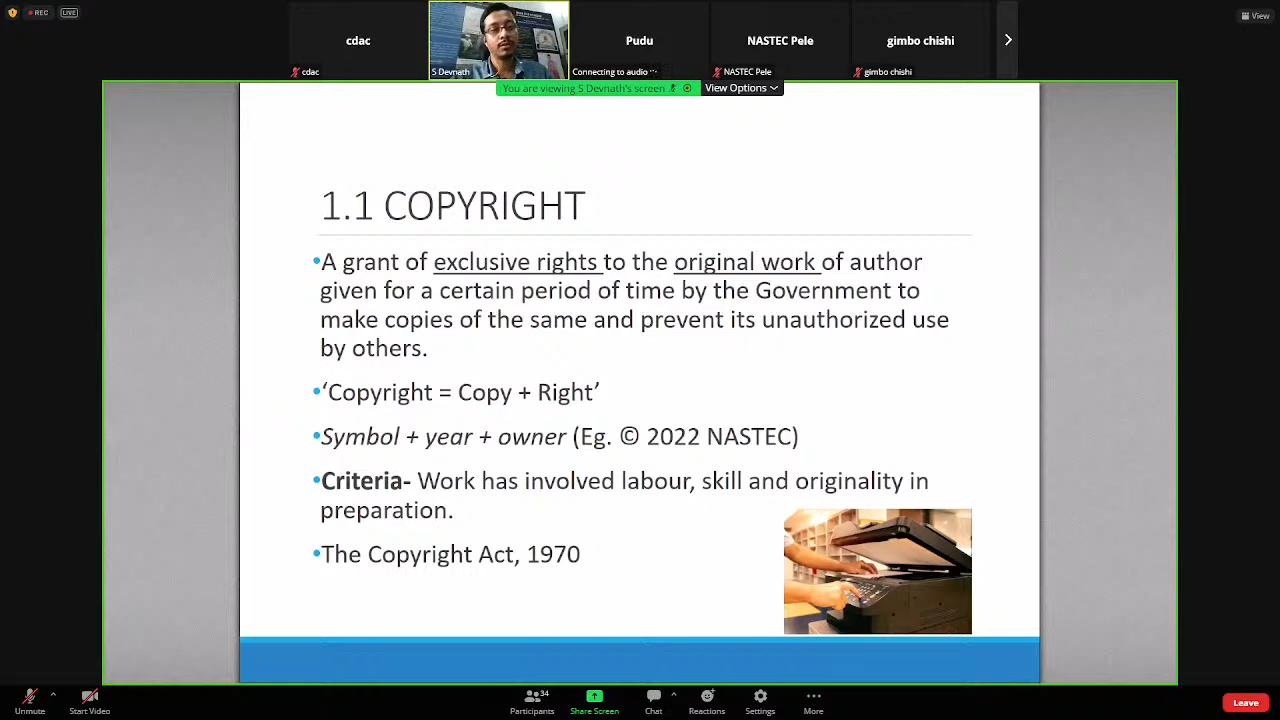 REC
LIVE
View
cdac
Pudu
NASTEC Pele
gimbo chishi
cdac
S Devnath
Connecting to audio ···
NASTEC Pele
gimbo chishi
You are viewing S Devnath's screen
View Options
1.1 COPYRIGHT
•A grant of exclusive rights to the original work of author
given for a certain period of time by the Government to
make copies of the same and prevent its unauthorized use
by others.
•‘Copyright = Copy + Right’
•Symbol + year + owner (Eg. © 2022 NASTEC)
•Criteria- Work has involved labour, skill and originality in
preparation.
•The Copyright Act, 1970
Unmute
Start Video
34
Participants
Share Screen
Chat
Reactions
Settings
More
Leave